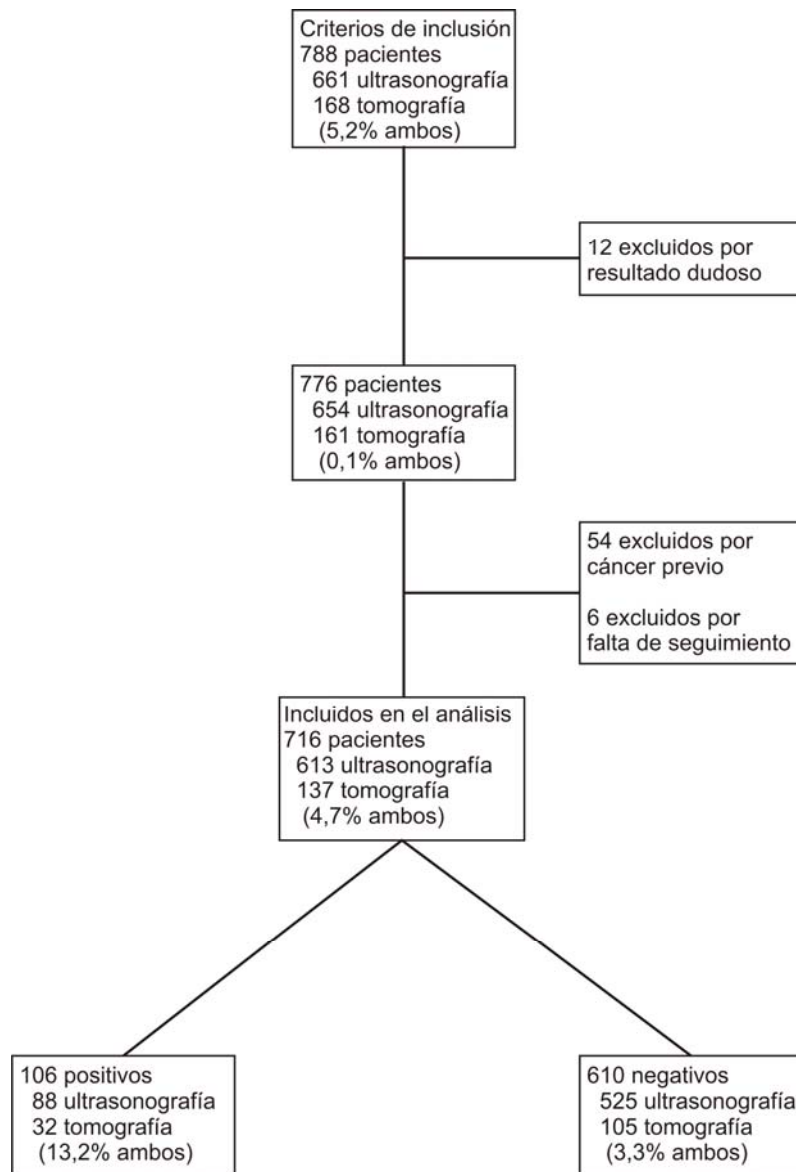 Criterios de inclusión
788 pacientes
661 ultrasonografía
168 tomografía
(5,2% ambos)
12 excluidos por
resultado dudoso
776 pacientes
654 ultrasonografía
161 tomografía
(0,1% ambos)
54 excluidos por
cáncer previo
6 excluidos por
falta de seguimiento
Incluidos en el análisis
716 pacientes
613 ultrasonografía
137 tomografía
(4,7% ambos)
106 positivos
88 ultrasonografía
32 tomografía
(13,2% ambos)
610 negativos
525 ultrasonografía
105 tomografía
(3,3% ambos)